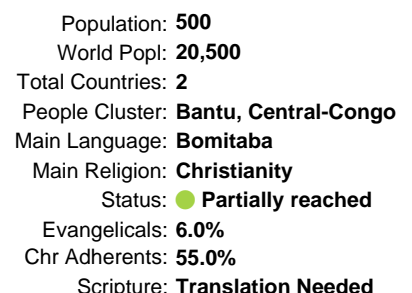 Population: 500
World Popl: 20,500
Total Countries: 2
People Cluster: Bantu, Central-Congo
Main Language: Bomitaba
Main Religion: Christianity
Status: Partially reached
Evangelicals: 6.0%
Chr Adherents: 55.0%
Scripture: Translation Needed